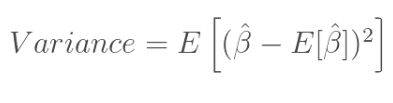 Variance = E[(β̂ − E[β̂])²]